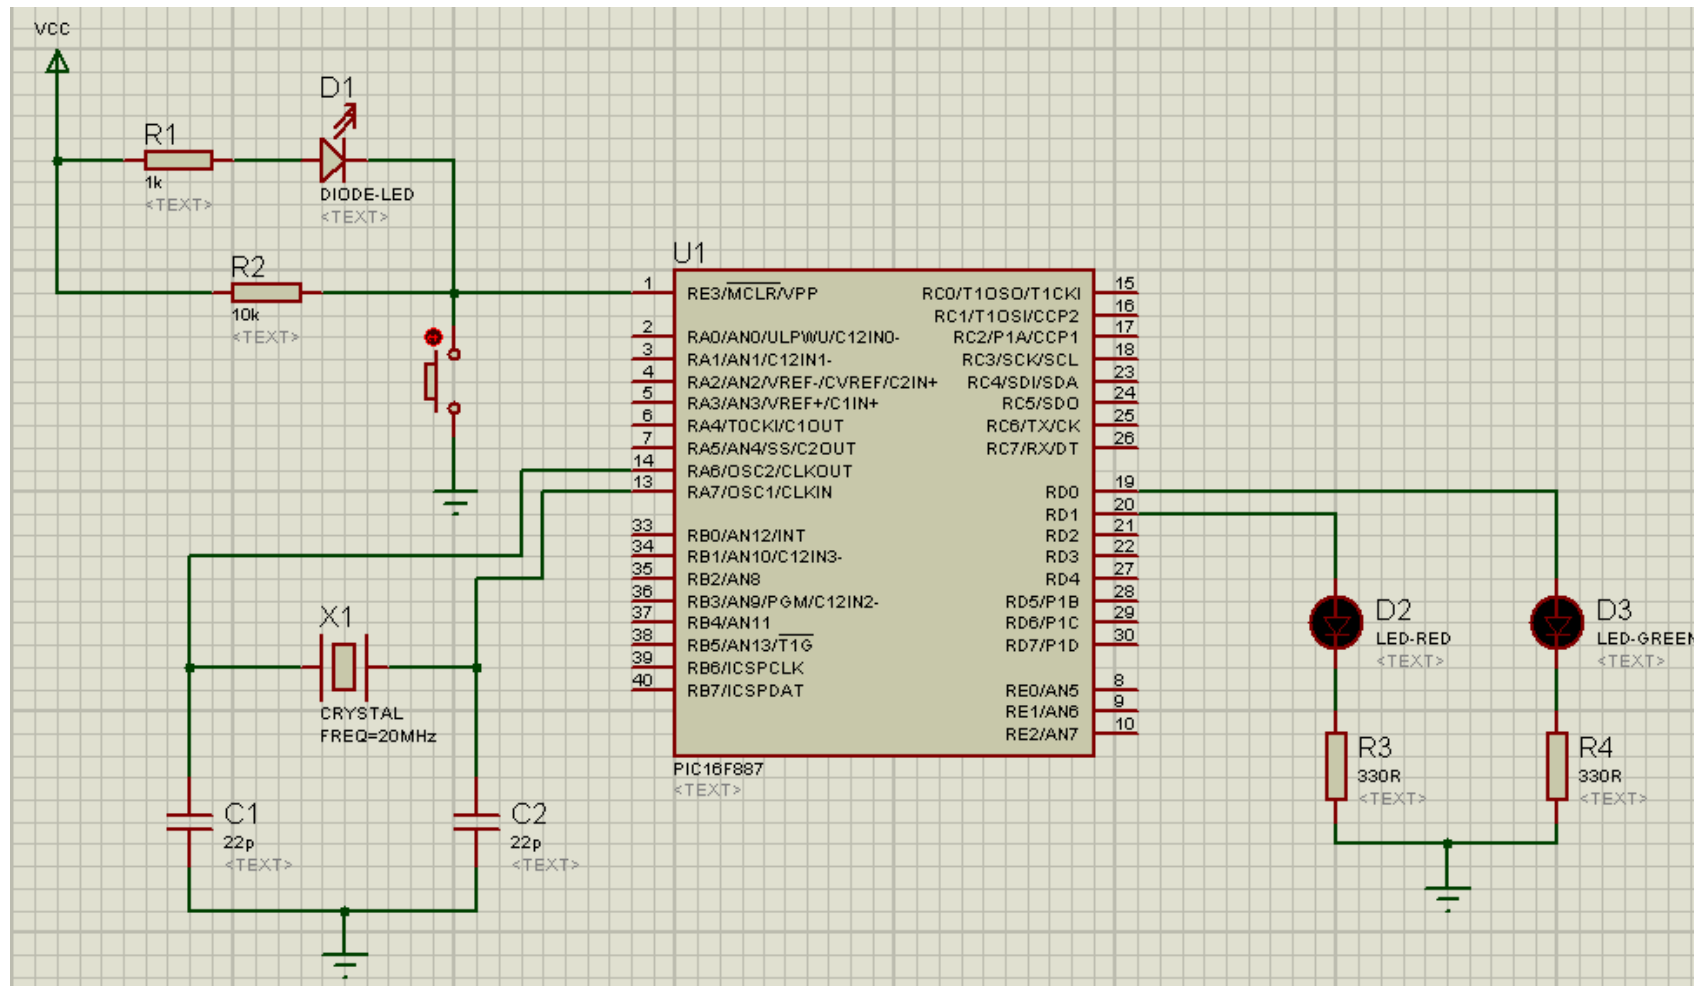 VCC
D1
R1
1k
<TEXT>
DIODE-LED
<TEXT>
R2
10k
<TEXT>
U1
1
RE3/MCLR/VPP
2
RA0/AN0/ULPWU/C12IN0-
3
RA1/AN1/C12IN1-
4
RA2/AN2/VREF-/CVREF/C2IN+
5
RA3/AN3/VREF+/C1IN+
6
RA4/T0CKI/C1OUT
7
RA5/AN4/SS/C2OUT
14
RA6/OSC2/CLKOUT
13
RA7/OSC1/CLKIN
33
RB0/AN12/INT
34
RB1/AN10/C12IN3-
35
RB2/AN8
36
RB3/AN9/PGM/C12IN2-
37
RB4/AN11
38
RB5/AN13/T1G
39
RB6/ICSPCLK
40
RB7/ICSPDAT
RC0/T1OSO/T1CKI
15
RC1/T1OSI/CCP2
16
RC2/P1A/CCP1
17
RC3/SCK/SCL
18
RC4/SDI/SDA
23
RC5/SDO
24
RC6/TX/CK
25
RC7/RX/DT
26
RD0
19
RD1
20
RD2
21
RD3
22
RD4
27
RD5/P1B
28
RD6/P1C
29
RD7/P1D
30
RE0/AN5
8
RE1/AN6
9
RE2/AN7
10
PIC16F887
<TEXT>
X1
CRYSTAL
FREQ=20MHz
C1
22p
<TEXT>
C2
22p
<TEXT>
D2
LED-RED
<TEXT>
D3
LED-GREEN
<TEXT>
R3
330R
<TEXT>
R4
330R
<TEXT>